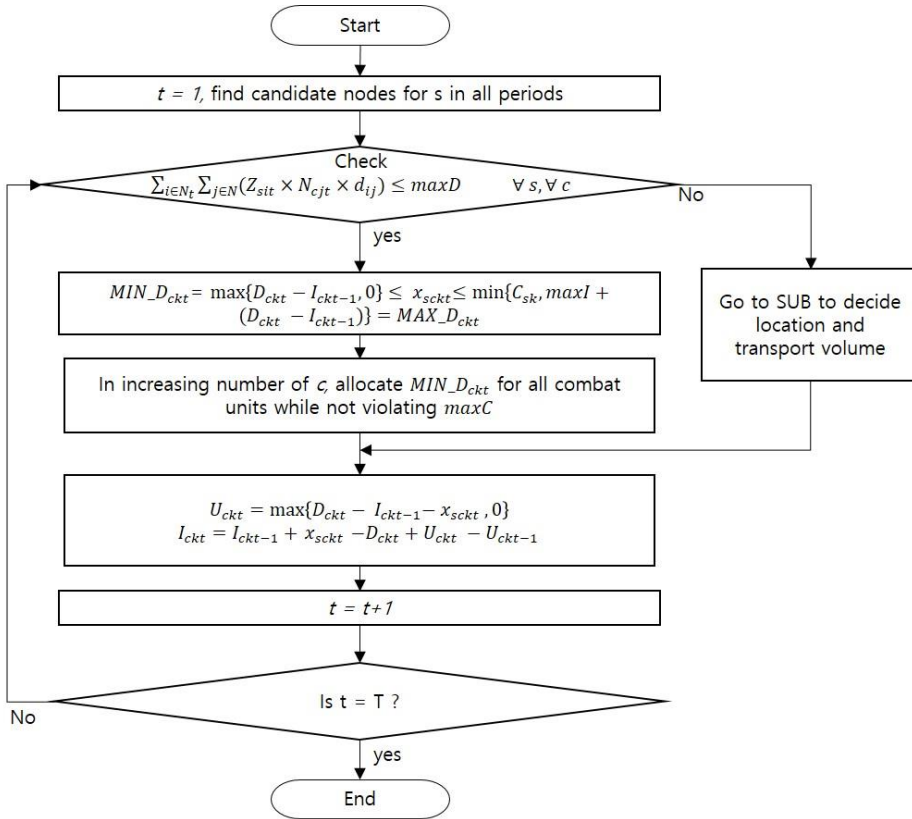 Start
t = 1, find candidate nodes for s in all periods
Check
∑_{i∈N_t} ∑_{j∈N}(Z_{sit} × N_{cjt} × d_{ij}) ≤ maxD ∀ s, ∀ c
No
yes
MIN_D_{ckt} = max{D_{ckt} − I_{ckt−1}, 0} ≤ x_{sckt} ≤ min{C_{sk}, maxI +
(D_{ckt} − I_{ckt−1})} = MAX_D_{ckt}
Go to SUB to decide
location and
transport volume
In increasing number of c, allocate MIN_D_{ckt} for all combat
units while not violating maxC
U_{ckt} = max{D_{ckt} − I_{ckt−1} − x_{sckt}, 0}
I_{ckt} = I_{ckt−1} + x_{sckt} − D_{ckt} + U_{ckt} − U_{ckt−1}
t = t+1
Is t = T ?
No
yes
End